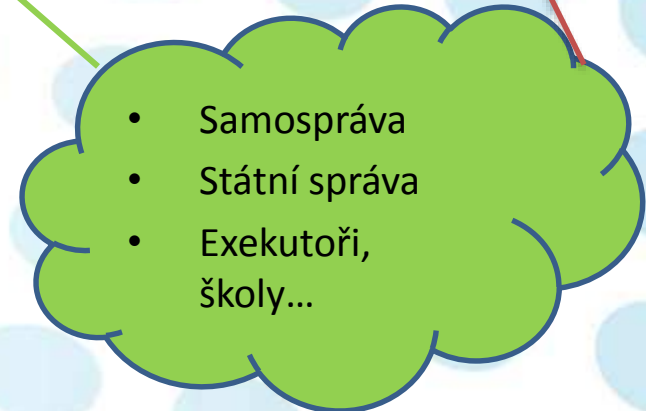 • Samospráva
• Státní správa
• Exekutoři,
školy…